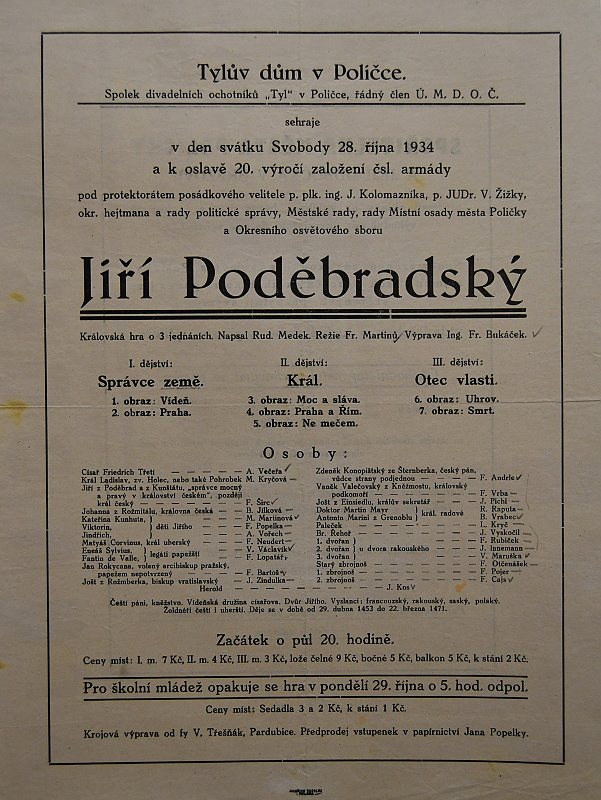 Tylův dům v Poličce.
Spolek divadelních ochotníků „Tyl" v Poličce, řádný člen Ú. M. D. O. Č.
sehraje
v den svátku Svobody 28. října 1934
a k oslavě 20. výročí založení čsl. armády
pod protektorátem posádkového velitele p. plk. ing. J. Kolomazníka, p. JUDr. V. Žižky,
okr. hejtmana a rady politické správy, Městské rady, rady Místní osady města Poličky
a Okresního osvětového sboru
Jiří Poděbradský
Královská hra o 3 jednáních. Napsal Rud. Medek. Režie Fr. Martinů Výprava Ing. Fr. Bukáček.
I. dějství: II. dějství: III. dějství:
Správce země. Král. Otec vlasti.
1. obraz: Vídeň. 3. obraz: Moc a sláva. 6. obraz: Uhrov.
2. obraz: Praha. 4. obraz: Praha a Řím. 7. obraz: Smrt.
5. obraz: Ne mečem.
Osoby:
Císař Friedrich Třetí — — — — — A. Večeřa
Král Ladislav, zv. Holec, nebo také Pohrobek M. Kryčová
Jiří z Poděbrad a z Kunštátu, „správce mocný
a pravý v království českém", později
král český — — — — — F. Širc
Johanna z Rožmitálu, královna česká — — B. Jílková
Kateřina Kunhuta, — — — — M. Martinová
Viktorin, } děti Jiřího — — — F. Popelka
Jindřich, — — — — A. Vořech
Matyáš Corvinus, král uherský — — — F. Neudert
Eneáš Sylvius, } legáti papežští — — V. Václavík
Fantin de Valle, — — F. Lopatář
Jan Rokycana, volený arcibiskup pražský,
papežem nepotvrzený — — — — F. Bartoš
Jošt z Rožmberka, biskup vratislavský — J. Zindulka
Herold — — — — — J. Kos
Zdeněk Konopištský ze Šternberka, český pán,
vůdce strany podjednou — — — — F. Andrle
Vaněk Valečovský z Kněžmostu, královský
podkomoří — — — — — F. Vrba
Jošt z Einsiedlu, králův sekretář — — — J. Pichl
Doktor Martin Mayr } král. radové R. Raputa
Antonio Marini z Grenoblu B. Vrabec
Paleček — — — — — L. Kryč
Br. Řehoř — — — — — J. Vyskočil
1. dvořan — — — F. Rubíček
2. dvořan } u dvora rakouského — — J. Ionemann
3. dvořan — — — V. Maruška
Starý zbrojnoš — — — — F. Otčenášek
1. zbrojnoš — — — — — F. Pojer
2. zbrojnoš — — — — — F. Cajs
Čeští páni, kněžstvo. Vídeňská družina císařova. Dvůr Jiřího. Vyslanci: francouzský, rakouský, saský, polský.
Žoldnéři čeští i uherští. Děje se v době od 29. dubna 1453 do 22. března 1471.
Začátek o půl 20. hodině.
Ceny míst: I. m. 7 Kč, II. m. 4 Kč, III. m. 3 Kč, lože čelné 9 Kč, bočné 5 Kč, balkon 5 Kč, k stání 2 Kč.
Pro školní mládež opakuje se hra v pondělí 29. října o 5. hod. odpol.
Ceny míst: Sedadla 3 a 2 Kč, k stání 1 Kč.
Krojová výprava od fy V. Třešňák, Pardubice. Předprodej vstupenek v papírnictví Jana Popelky.